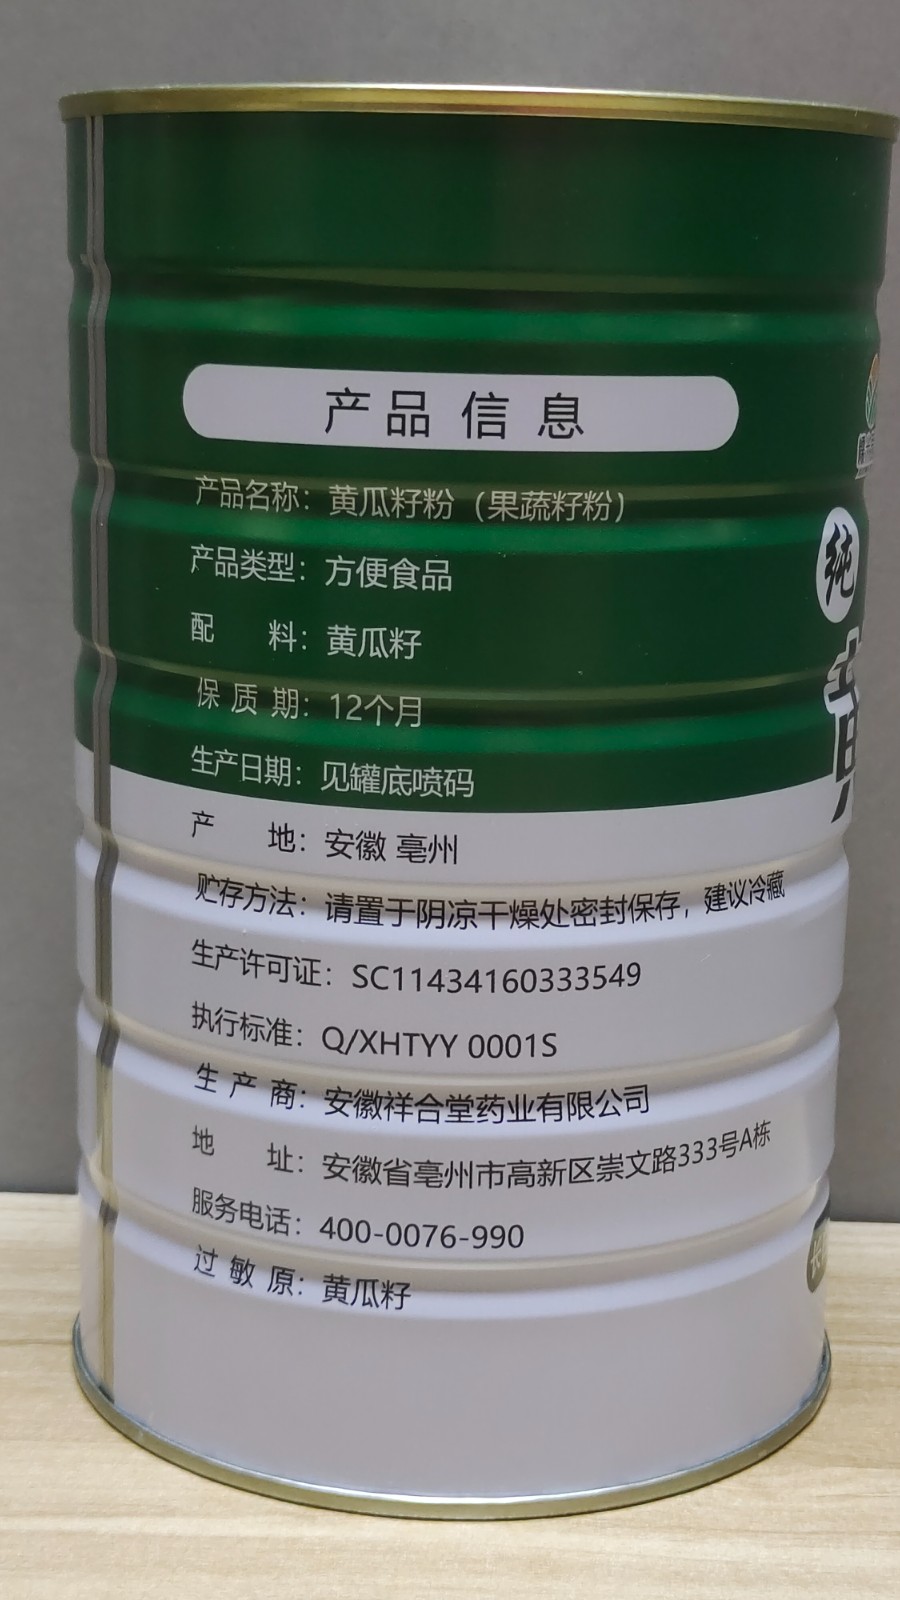 产品信息
产品名称：黄瓜籽粉（果蔬籽粉）
产品类型：方便食品
配　　料：黄瓜籽
保 质 期：12个月
生产日期：见罐底喷码
产　　地：安徽 亳州
贮存方法：请置于阴凉干燥处密封保存，建议冷藏
生产许可证：SC11434160333549
执行标准：Q/XHTYY 0001S
生 产 商：安徽祥合堂药业有限公司
地　　址：安徽省亳州市高新区崇文路333号A栋
服务电话：400-0076-990
过 敏 原：黄瓜籽
纯